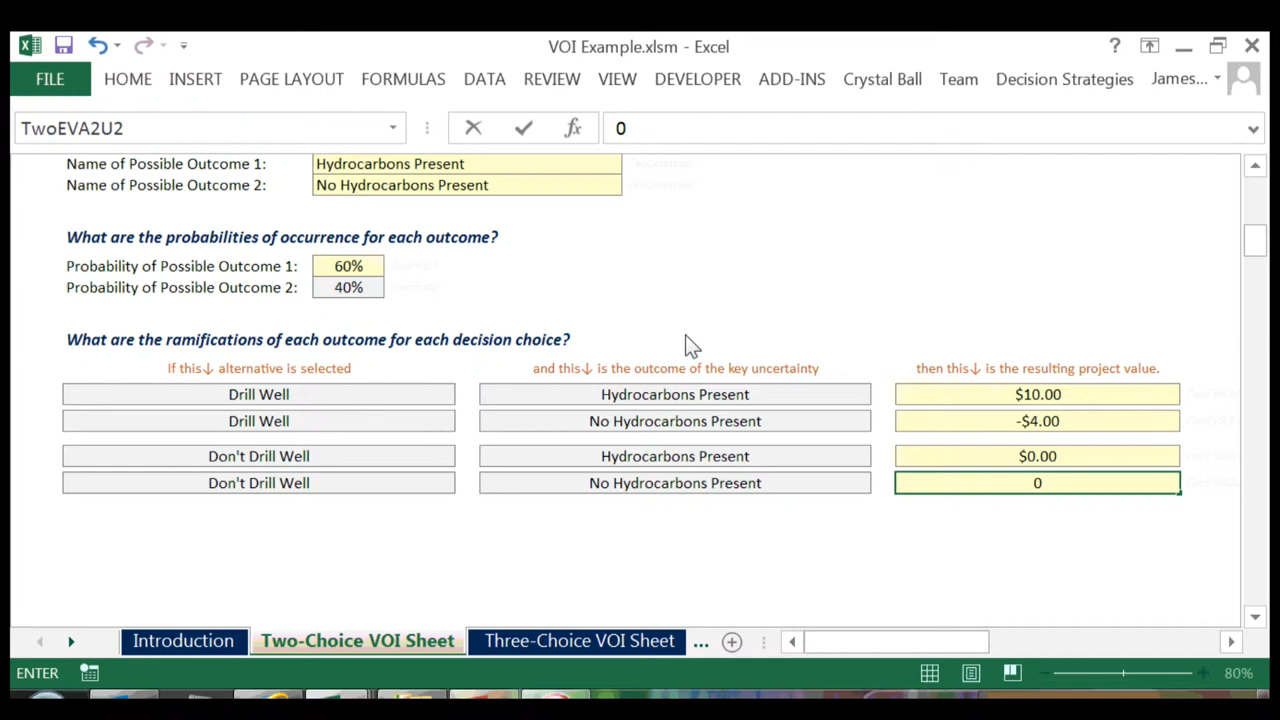 VOI Example.xlsm - Excel
?
FILE HOME INSERT PAGE LAYOUT FORMULAS DATA REVIEW VIEW DEVELOPER ADD-INS Crystal Ball Team Decision Strategies James...
TwoEVA2U2 fx 0
Name of Possible Outcome 1: Hydrocarbons Present
Name of Possible Outcome 2: No Hydrocarbons Present
What are the probabilities of occurrence for each outcome?
Probability of Possible Outcome 1: 60%
Probability of Possible Outcome 2: 40%
What are the ramifications of each outcome for each decision choice?
If this↓ alternative is selected and this↓ is the outcome of the key uncertainty then this↓ is the resulting project value.
Drill Well Hydrocarbons Present $10.00
Drill Well No Hydrocarbons Present -$4.00
Don't Drill Well Hydrocarbons Present $0.00
Don't Drill Well No Hydrocarbons Present 0
Introduction Two-Choice VOI Sheet Three-Choice VOI Sheet ...
ENTER 80%